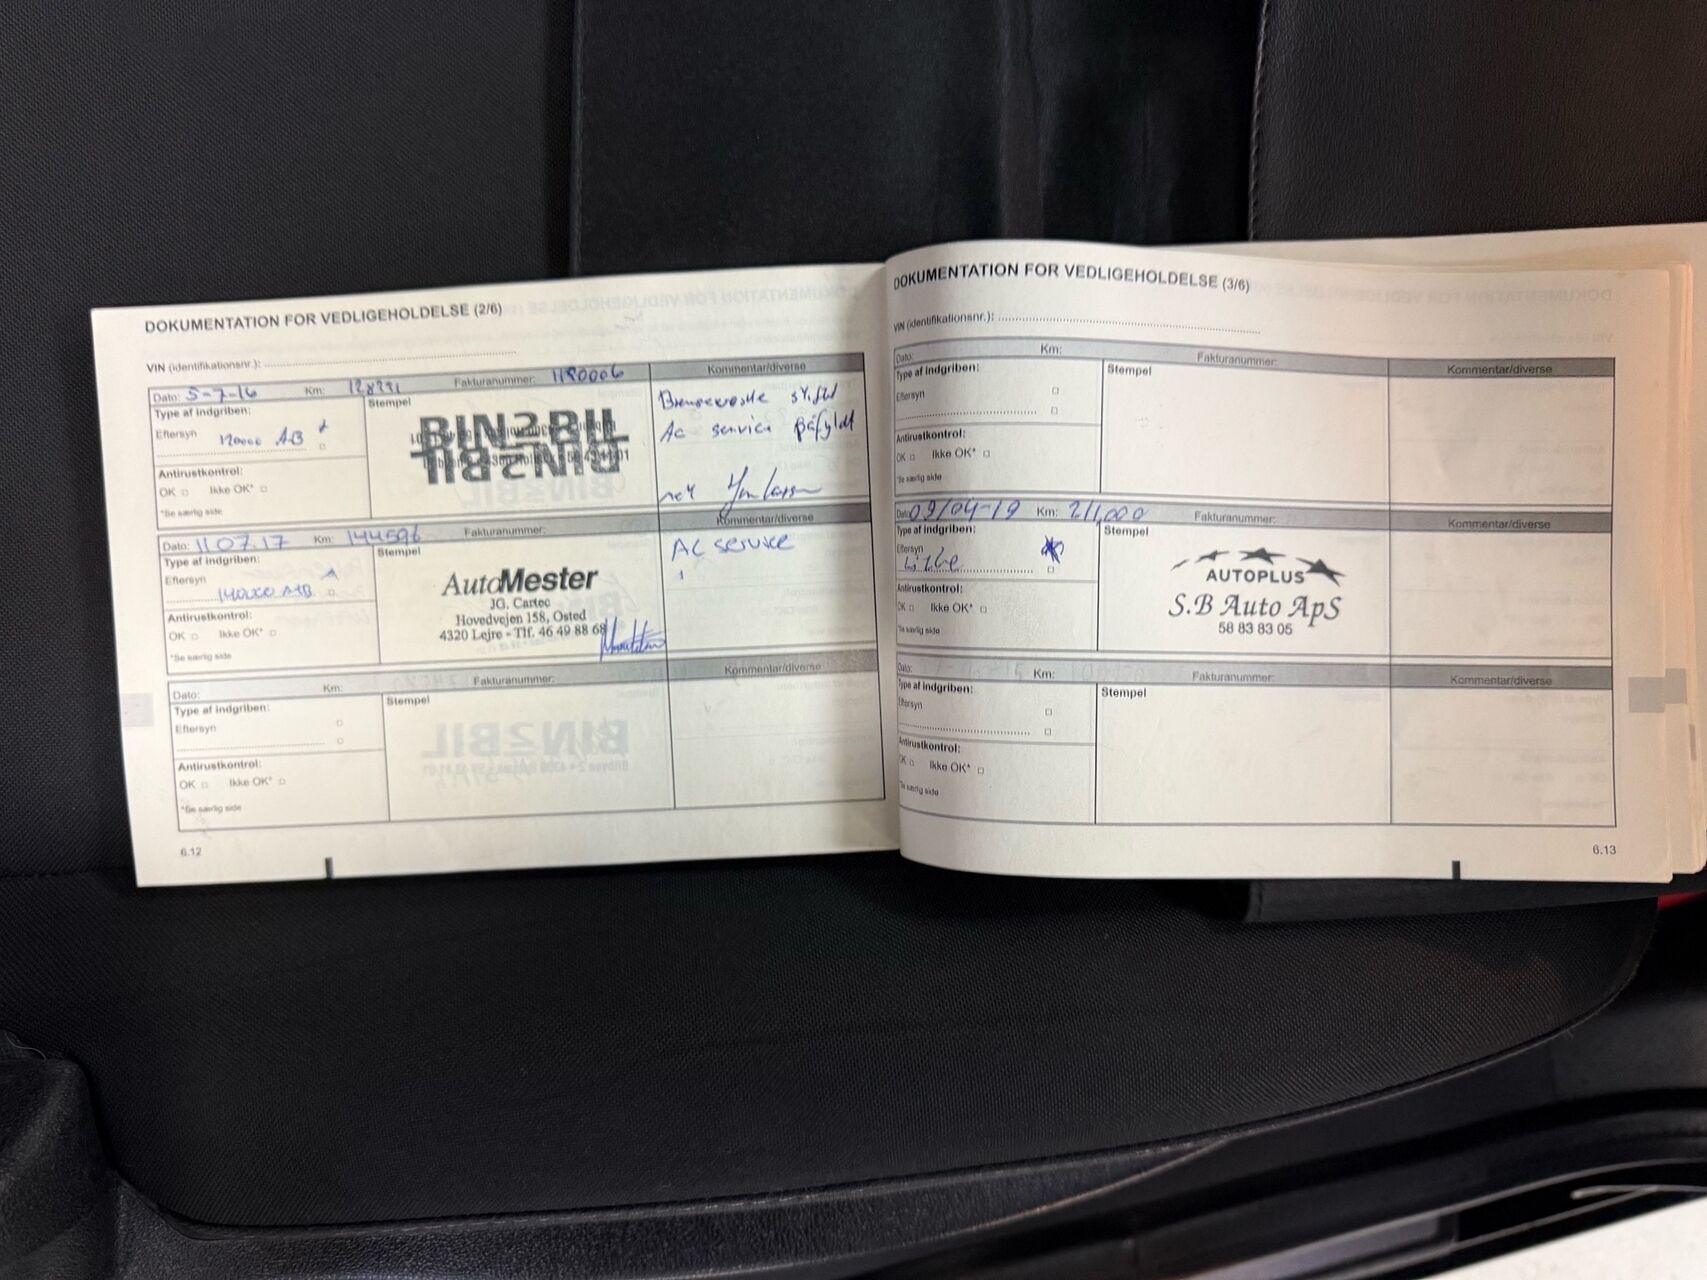 DOKUMENTATION FOR VEDLIGEHOLDELSE (2/6)
VIN (identifikationsnr.):
Dato: 5-7-16 Km: 128291 Fakturanummer: 1190006 Kommentar/diverse
Type af indgriben:
Eftersyn
120000 AB
Antirustkontrol:
OK Ikke OK*
*Se særlig side
Stempel
BIN2BIL
BIN2BIL
Ac service påfyldt
Dato: 11.07.17 Km: 144596 Fakturanummer: Kommentar/diverse
Type af indgriben:
Eftersyn
140000 A+B
Antirustkontrol:
OK Ikke OK*
*Se særlig side
Stempel
AutoMester
JG. Cartec
Hovedvejen 158, Osted
4320 Lejre - Tlf. 46 49 88 68
AC service
Dato: Km: Fakturanummer: Kommentar/diverse
Type af indgriben:
Eftersyn
Antirustkontrol:
OK Ikke OK*
*Se særlig side
Stempel
6.12
DOKUMENTATION FOR VEDLIGEHOLDELSE (3/6)
VIN (identifikationsnr.):
Dato: Km: Fakturanummer: Kommentar/diverse
Type af indgriben:
Eftersyn
Antirustkontrol:
OK Ikke OK*
*Se særlig side
Stempel
Dato: 09/04-19 Km: 211,000 Fakturanummer: Kommentar/diverse
Type af indgriben:
Eftersyn
Antirustkontrol:
OK Ikke OK*
*Se særlig side
Stempel
AUTOPLUS
S.B Auto ApS
58 83 83 05
Dato: Km: Fakturanummer: Kommentar/diverse
Type af indgriben:
Eftersyn
Antirustkontrol:
OK Ikke OK*
*Se særlig side
Stempel
6.13